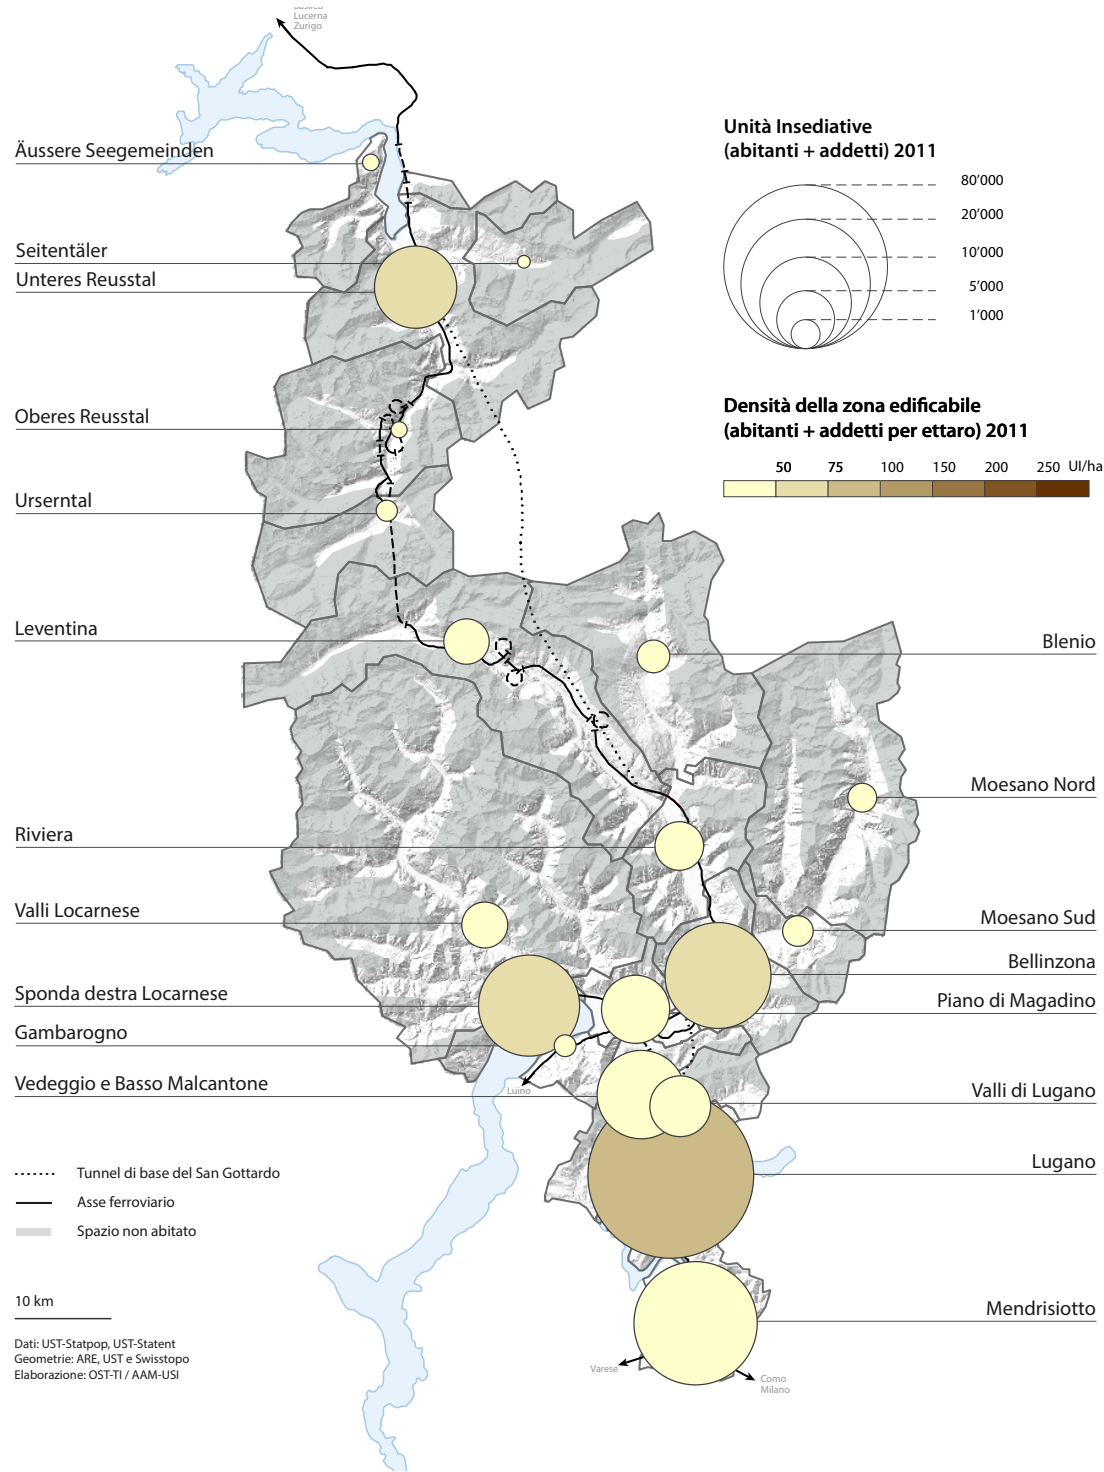 Lucerna
Zurigo
Äussere Seegemeinden
Seitentäler
Unteres Reusstal
Oberes Reusstal
Urserntal
Leventina
Riviera
Valli Locarnese
Sponda destra Locarnese
Gambarogno
Vedeggio e Basso Malcantone
Unità Insediative
(abitanti + addetti) 2011
80’000
20’000
10’000
5’000
1’000
Densità della zona edificabile
(abitanti + addetti per ettaro) 2011
50 75 100 150 200 250 UI/ha
Blenio
Moesano Nord
Moesano Sud
Bellinzona
Piano di Magadino
Valli di Lugano
Lugano
Mendrisiotto
Luino
Varese
Como
Milano
Tunnel di base del San Gottardo
Asse ferroviario
Spazio non abitato
10 km
Dati: UST-Statpop, UST-Statent
Geometrie: ARE, UST e Swisstopo
Elaborazione: OST-TI / AAM-USI